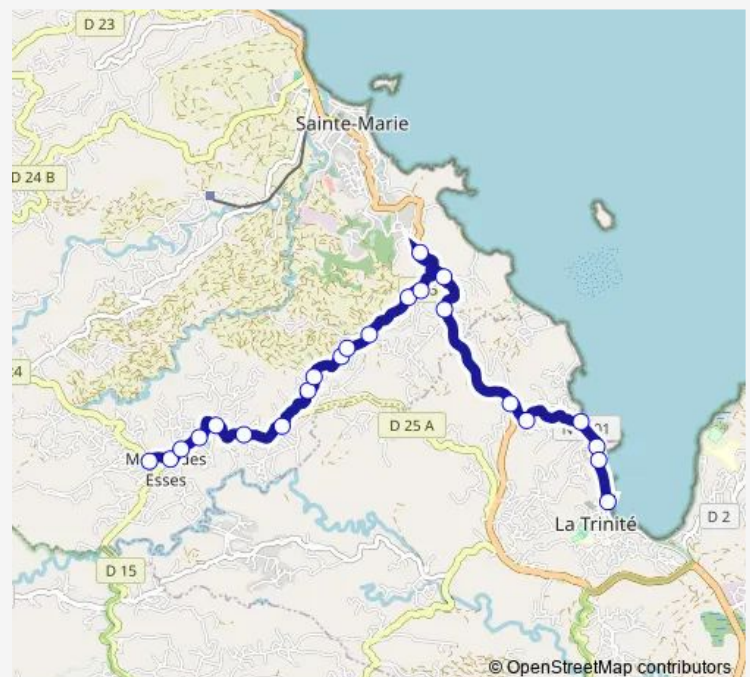 D 23
Sainte-Marie
D 24 B
D 25 A
Esses
La Trinité
D 2
D 15
© OpenStreetMap contributors